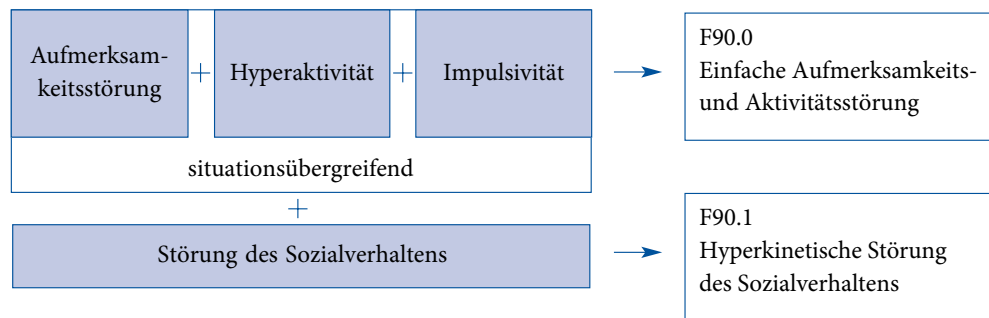 Aufmerksam-
keitsstörung
+
Hyperaktivität
+
Impulsivität
situationsübergreifend
+
Störung des Sozialverhaltens
F90.0
Einfache Aufmerksamkeits-
und Aktivitätsstörung
F90.1
Hyperkinetische Störung
des Sozialverhaltens